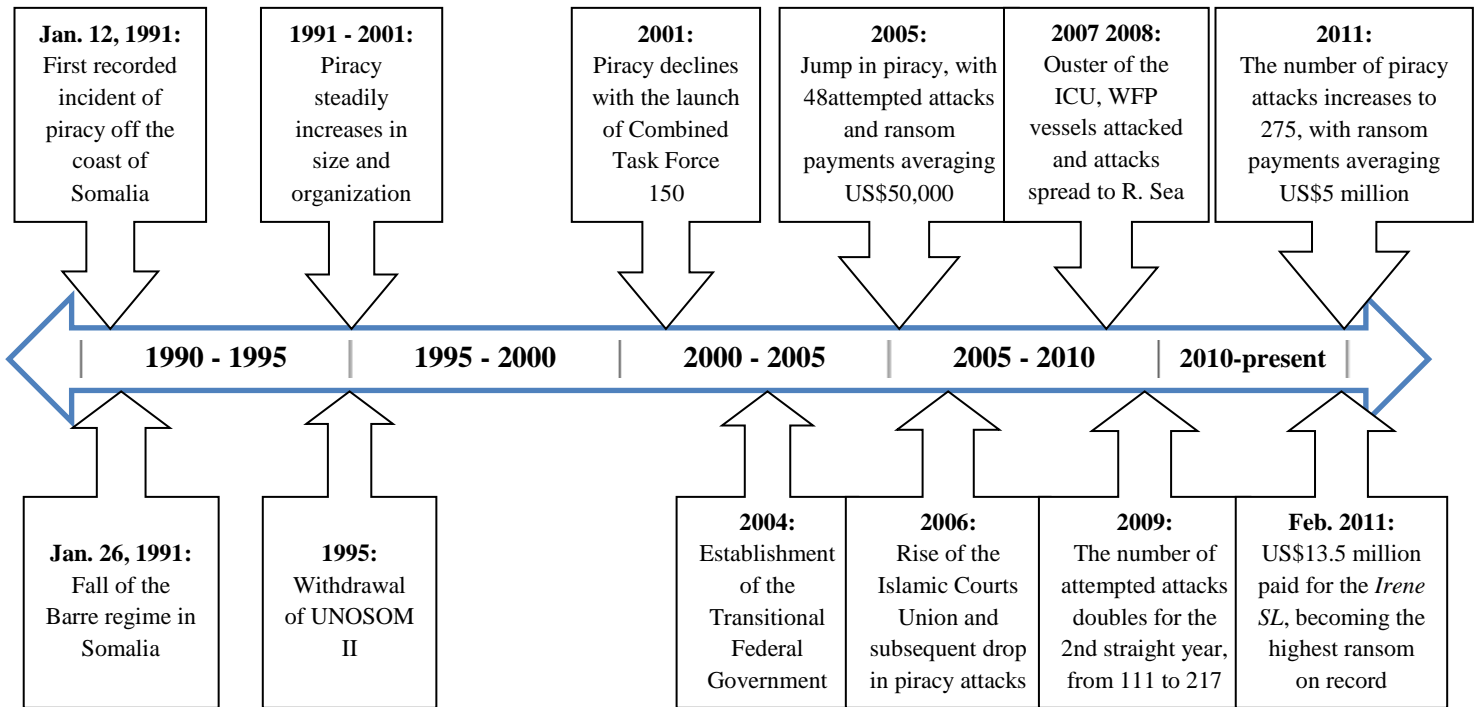 Jan. 12, 1991:
First recorded
incident of
piracy off the
coast of
Somalia
1991 - 2001:
Piracy
steadily
increases in
size and
organization
2001:
Piracy declines
with the launch
of Combined
Task Force
150
2005:
Jump in piracy, with
48attempted attacks
and ransom
payments averaging
US$50,000
2007 2008:
Ouster of the
ICU, WFP
vessels attacked
and attacks
spread to R. Sea
2011:
The number of piracy
attacks increases to
275, with ransom
payments averaging
US$5 million
1990 - 1995
1995 - 2000
2000 - 2005
2005 - 2010
2010-present
Jan. 26, 1991:
Fall of the
Barre regime in
Somalia
1995:
Withdrawal
of UNOSOM
II
2004:
Establishment
of the
Transitional
Federal
Government
2006:
Rise of the
Islamic Courts
Union and
subsequent drop
in piracy attacks
2009:
The number of
attempted attacks
doubles for the
2nd straight year,
from 111 to 217
Feb. 2011:
US$13.5 million
paid for the Irene
SL, becoming the
highest ransom
on record